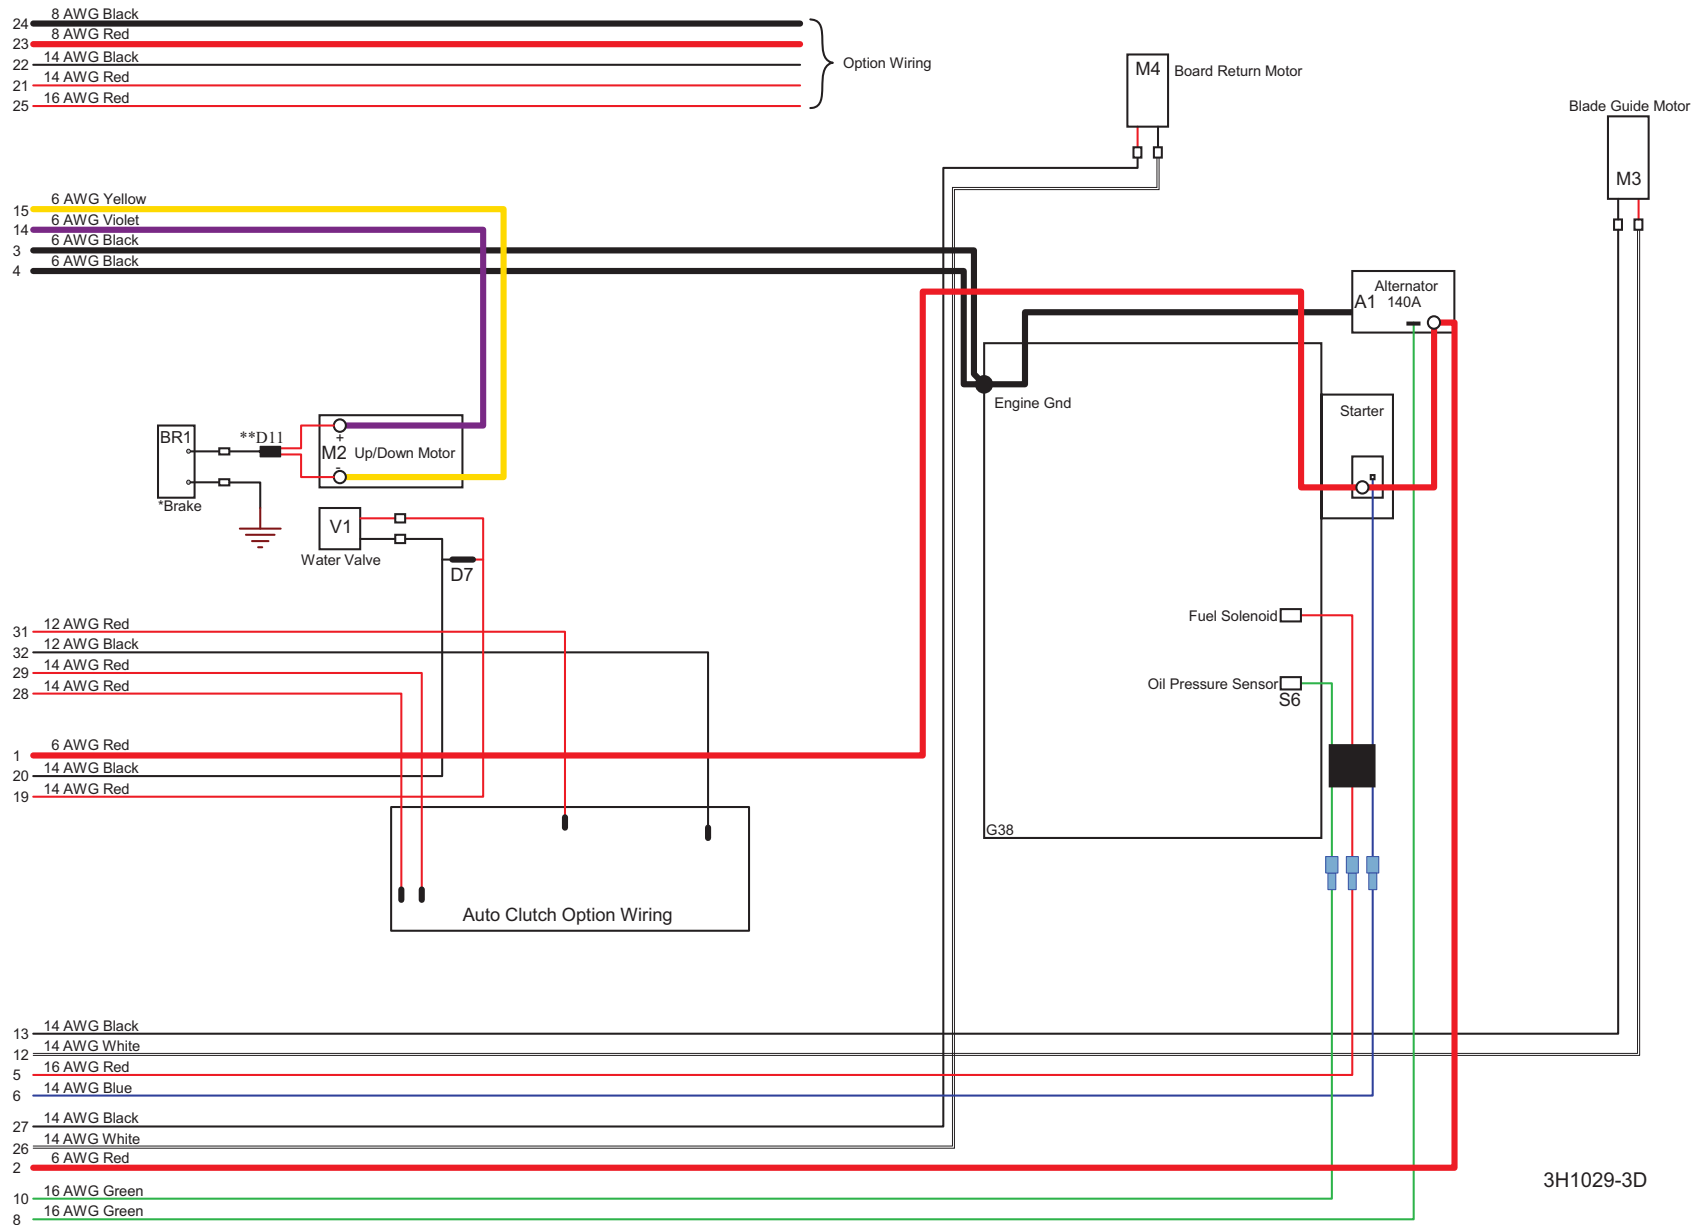 24 8 AWG Black
23 8 AWG Red
22 14 AWG Black
21 14 AWG Red
25 16 AWG Red
Option Wiring
M4 Board Return Motor
Blade Guide Motor
M3
15 6 AWG Yellow
14 6 AWG Violet
3 6 AWG Black
4 6 AWG Black
Alternator
A1 140A
Engine Gnd
Starter
BR1
*Brake
**D11
+
M2 Up/Down Motor
-
V1
Water Valve
D7
Fuel Solenoid
Oil Pressure Sensor
S6
31 12 AWG Red
32 12 AWG Black
29 14 AWG Red
28 14 AWG Red
1 6 AWG Red
20 14 AWG Black
19 14 AWG Red
G38
Auto Clutch Option Wiring
13 14 AWG Black
12 14 AWG White
5 16 AWG Red
6 14 AWG Blue
27 14 AWG Black
26 14 AWG White
2 6 AWG Red
10 16 AWG Green
8 16 AWG Green
3H1029-3D